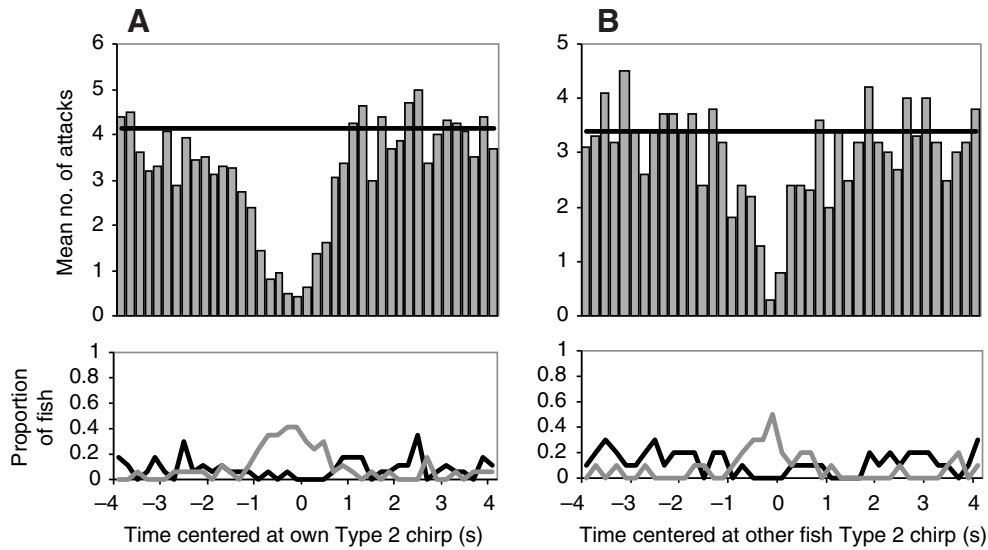 A
B
6
5
4
3
2
1
0
Mean no. of attacks
5
4
3
2
1
0
1
0.8
0.6
0.4
0.2
0
Proportion
of fish
1
0.8
0.6
0.4
0.2
0
–4 –3 –2 –1 0 1 2 3 4
–4 –3 –2 –1 0 1 2 3 4
Time centered at own Type 2 chirp (s)
Time centered at other fish Type 2 chirp (s)